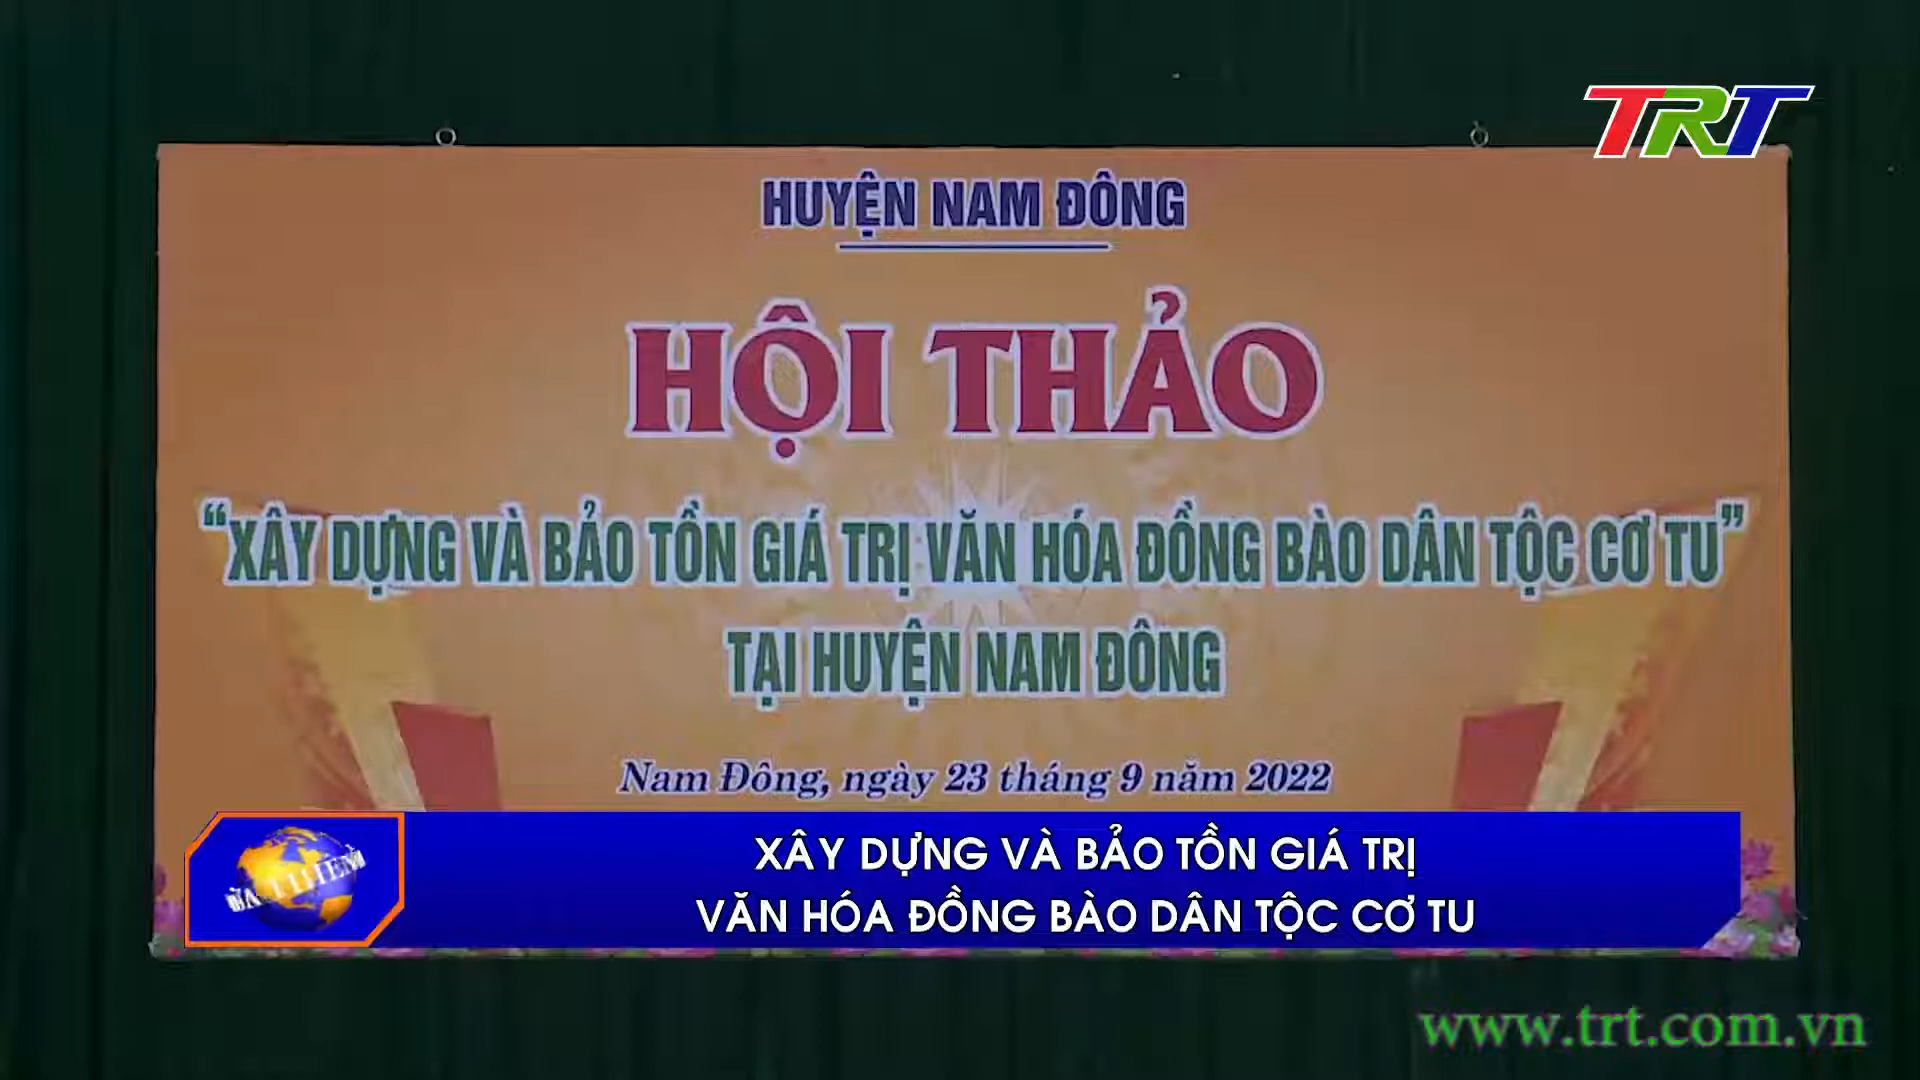 TRT
HUYỆN NAM ĐÔNG
HỘI THẢO
“XÂY DỰNG VÀ BẢO TỒN GIÁ TRỊ VĂN HÓA ĐỒNG BÀO DÂN TỘC CƠ TU”
TẠI HUYỆN NAM ĐÔNG
Nam Đông, ngày 23 tháng 9 năm 2022
XÂY DỰNG VÀ BẢO TỒN GIÁ TRỊ
VĂN HÓA ĐỒNG BÀO DÂN TỘC CƠ TU
www.trt.com.vn